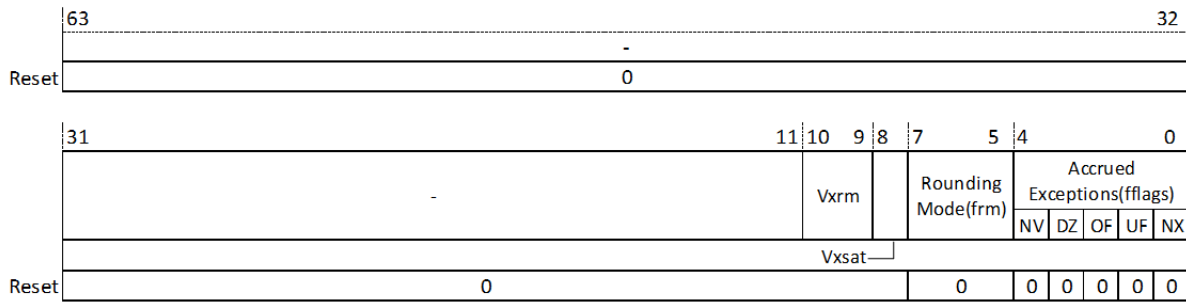 63 32
-
Reset 0
31 11 10 9 8 7 5 4 0
- Vxrm Rounding Mode(frm) Accrued Exceptions(fflags)
NV DZ OF UF NX
Vxsat
Reset 0 0 0 0 0 0 0